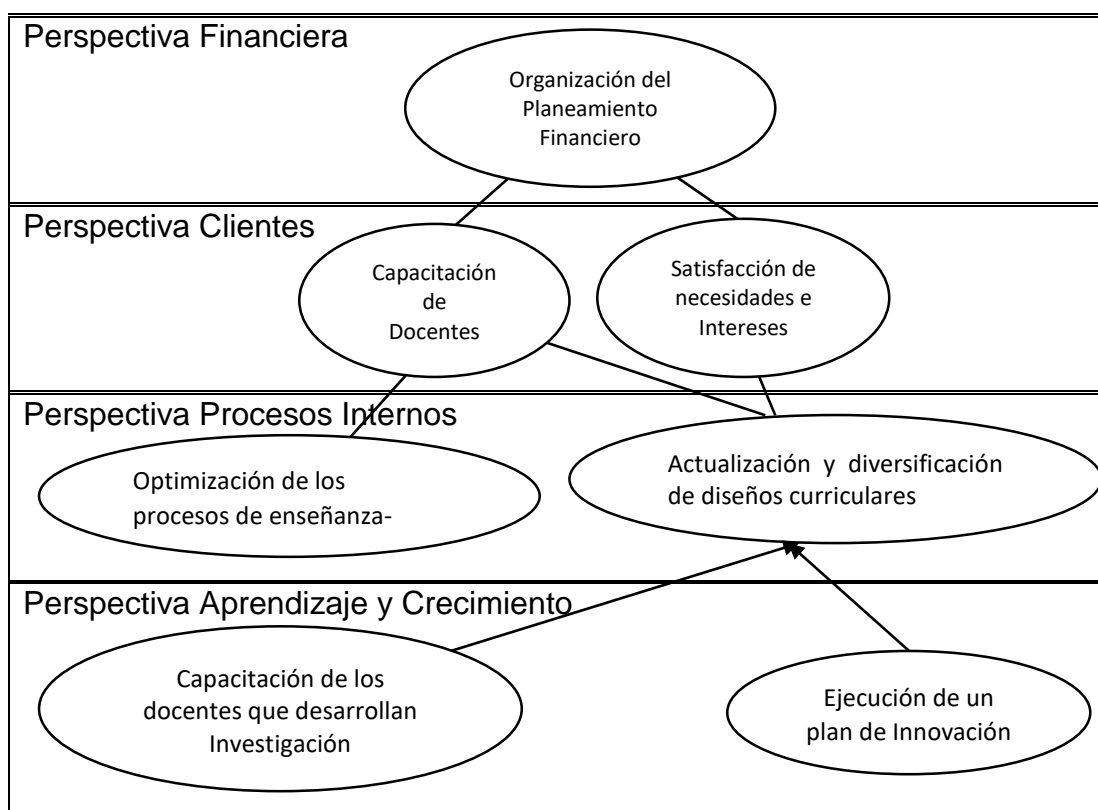 Perspectiva Financiera
Organización del
Planeamiento
Financiero
Perspectiva Clientes
Capacitación
de
Docentes
Satisfacción de
necesidades e
Intereses
Perspectiva Procesos Internos
Optimización de los
procesos de enseñanza-
Actualización y diversificación
de diseños curriculares
Perspectiva Aprendizaje y Crecimiento
Capacitación de los
docentes que desarrollan
Investigación
Ejecución de un
plan de Innovación